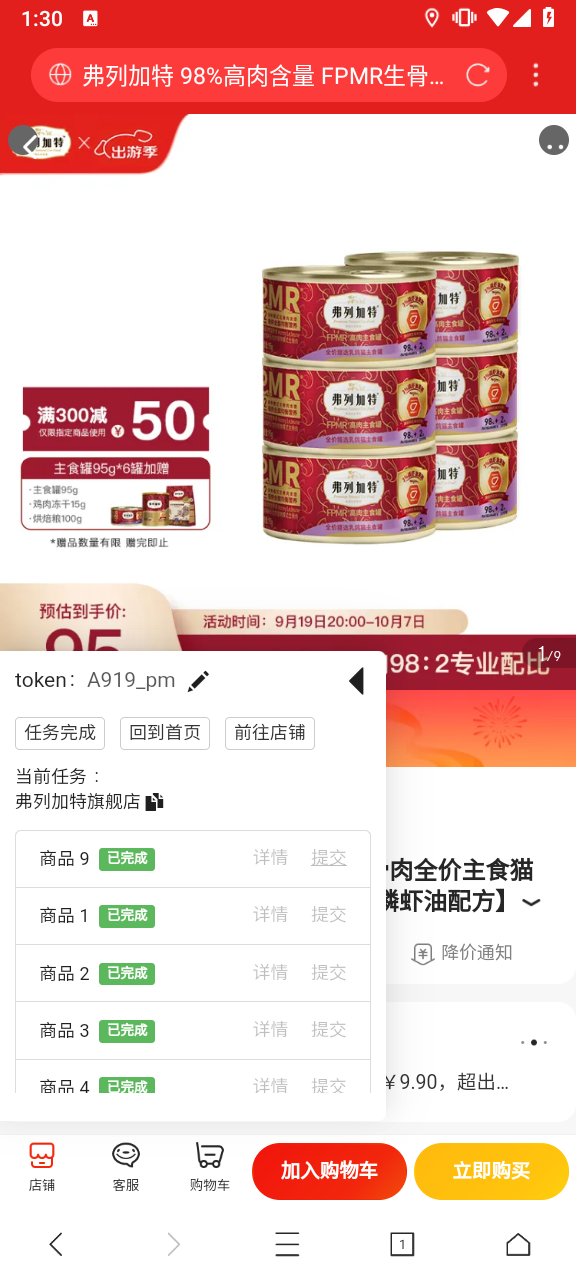 1:30
弗列加特 98%高肉含量 FPMR生骨...
加特 × 出游季
弗列加特
FPMR®高肉主食罐
满300减 50
仅限指定商品使用 ¥
主食罐95g*6罐加赠
·主食罐95g
·鸡肉冻干15g
·烘焙粮100g
*赠品数量有限 赠完即止
预估到手价:
活动时间：9月19日20:00-10月7日
95
98：2专业配比
1/9
token： A919_pm
任务完成 回到首页 前往店铺
当前任务：
弗列加特旗舰店
商品 9 已完成 详情 提交
商品 1 已完成 详情 提交
商品 2 已完成 详情 提交
商品 3 已完成 详情 提交
商品 4 已完成 详情 提交
肉全价主食猫
虾油配方】
降价通知
¥9.90，超出...
店铺 客服 购物车 加入购物车 立即购买
1